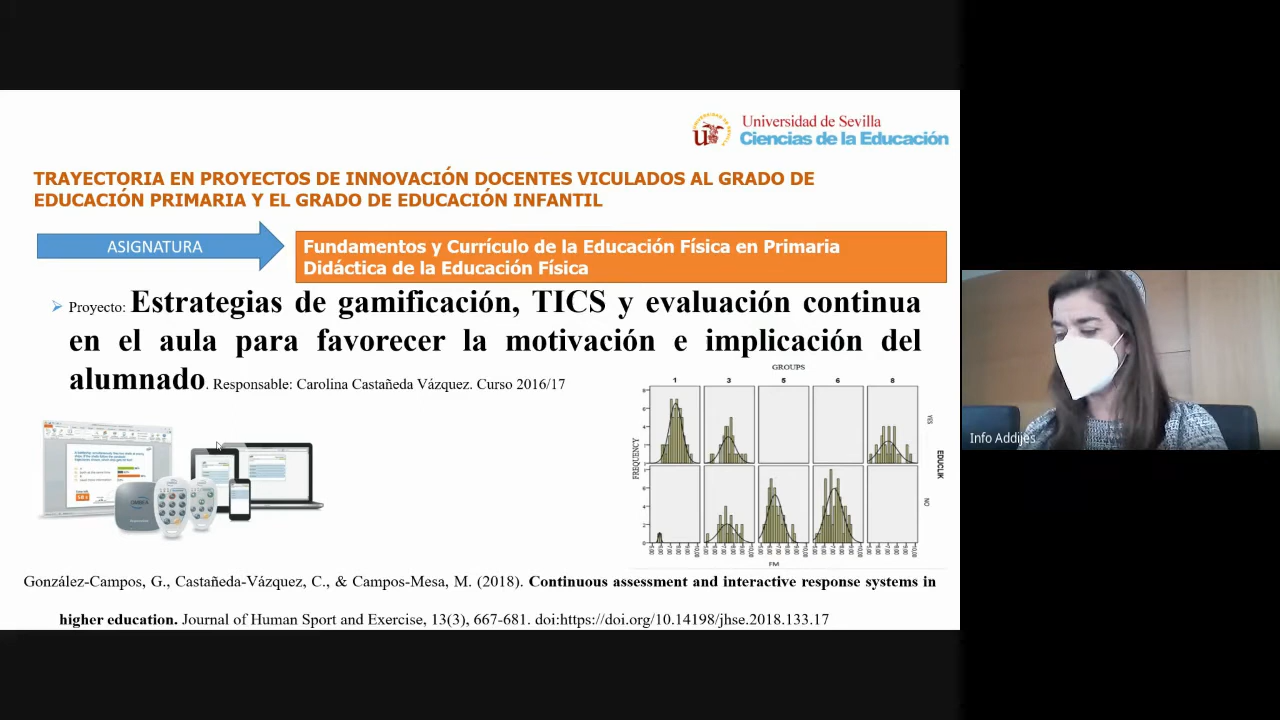 Universidad de Sevilla
Ciencias de la Educación
TRAYECTORIA EN PROYECTOS DE INNOVACIÓN DOCENTES VICULADOS AL GRADO DE
EDUCACIÓN PRIMARIA Y EL GRADO DE EDUCACIÓN INFANTIL
ASIGNATURA
Fundamentos y Currículo de la Educación Física en Primaria
Didáctica de la Educación Física
Proyecto: Estrategias de gamificación, TICS y evaluación continua
en el aula para favorecer la motivación e implicación del
alumnado. Responsable: Carolina Castañeda Vázquez. Curso 2016/17
GROUPS
1 3 5 6 8
FREQUENCY
YES
EDUCLIK
NO
FM
González-Campos, G., Castañeda-Vázquez, C., & Campos-Mesa, M. (2018). Continuous assessment and interactive response systems in
higher education. Journal of Human Sport and Exercise, 13(3), 667-681. doi:https://doi.org/10.14198/jhse.2018.133.17
Info Addijes